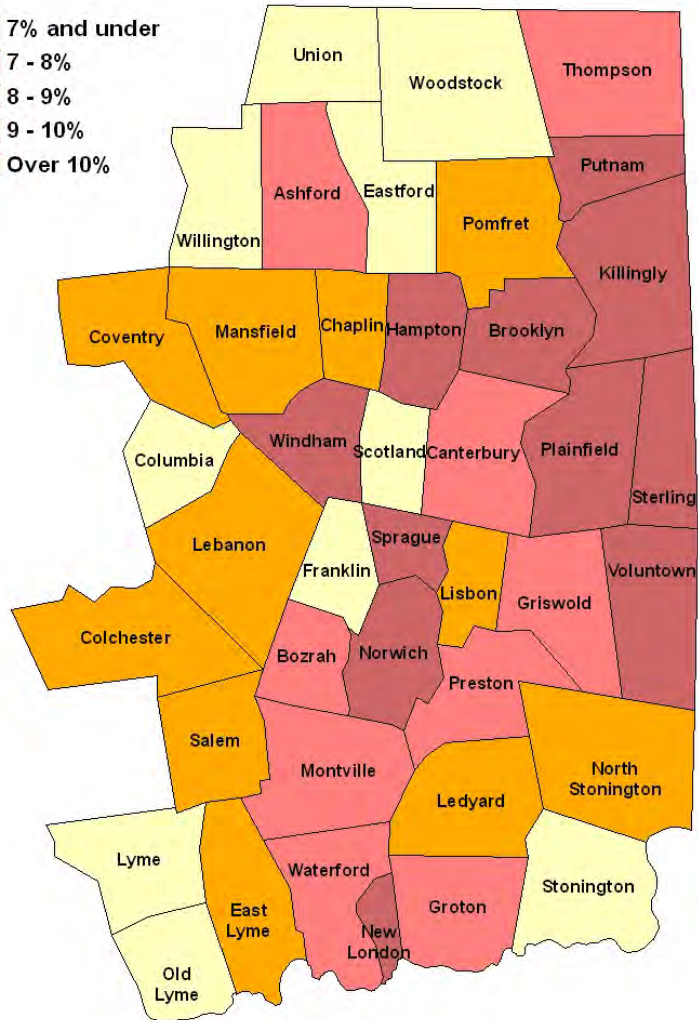 7% and under
7 - 8%
8 - 9%
9 - 10%
Over 10%
Union
Woodstock
Thompson
Putnam
Ashford
Eastford
Pomfret
Willington
Killingly
Coventry
Mansfield
Chaplin
Hampton
Brooklyn
Windham
Scotland
Canterbury
Plainfield
Columbia
Sterling
Lebanon
Sprague
Franklin
Lisbon
Voluntown
Griswold
Colchester
Bozrah
Norwich
Preston
Salem
Montville
Ledyard
North
Stonington
Lyme
Waterford
Stonington
East
Lyme
Groton
New
London
Old
Lyme